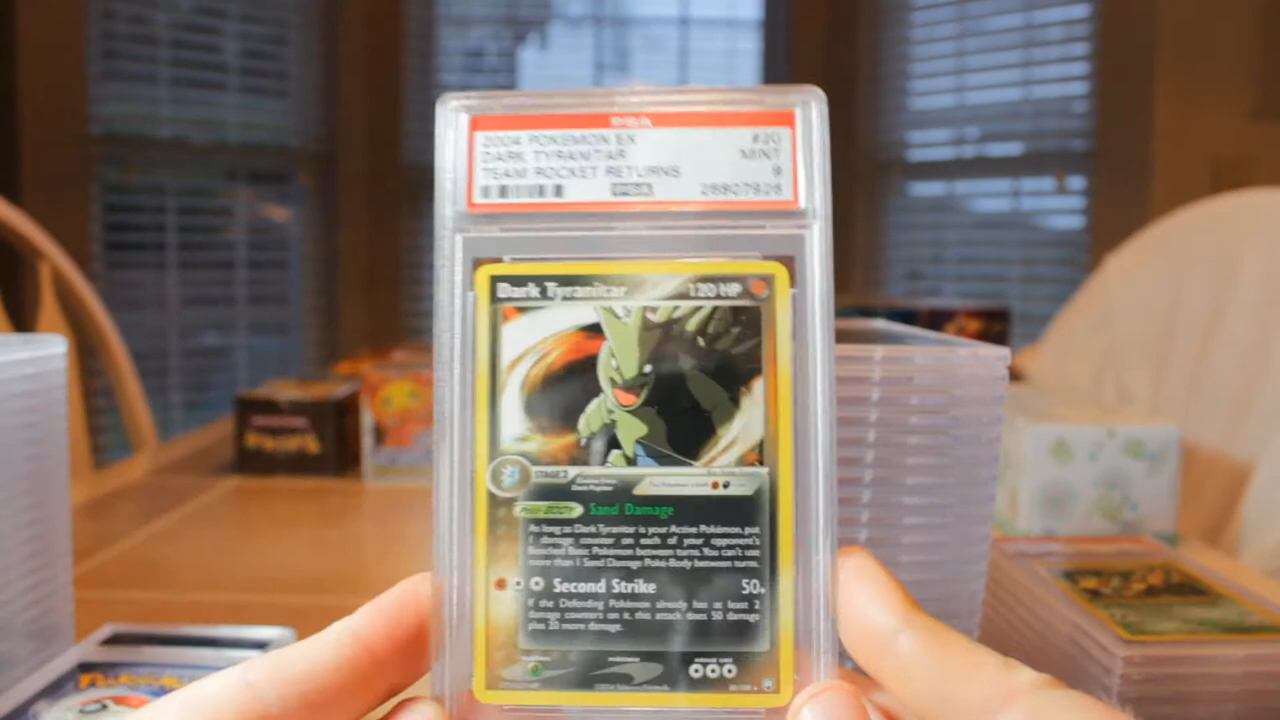 PSA
2004 POKEMON EX #20
DARK TYRANITAR MINT
TEAM ROCKET RETURNS 9
PSA 26807926
Dark Tyranitar 120 HP
STAGE2
Poké-BODY Sand Damage
As long as Dark Tyranitar is your Active Pokémon, put
1 damage counter on each of your opponent's
Benched Basic Pokémon between turns. You can't use
more than 1 Sand Damage Poké-Body between turns.
Second Strike 50+
If the Defending Pokémon already has at least 2
damage counters on it, this attack does 50 damage
plus 20 more damage.